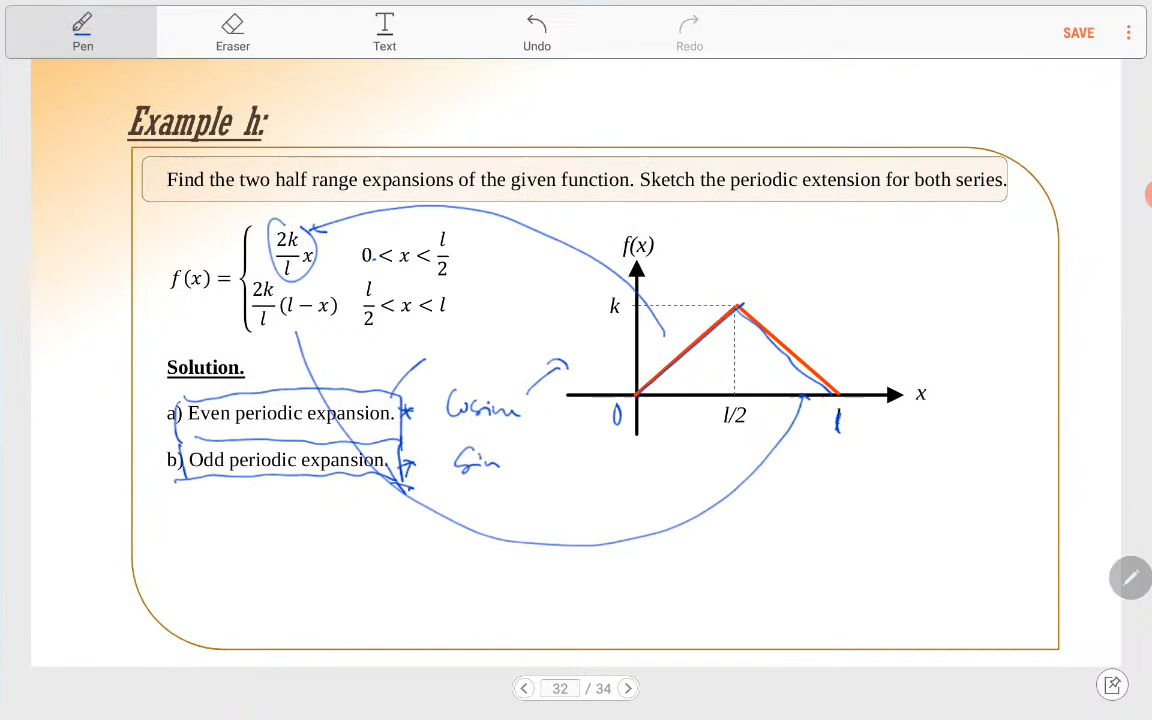 Pen
Eraser
Text
Undo
Redo
SAVE
Example h:
Find the two half range expansions of the given function. Sketch the periodic extension for both series.
f(x) = { 2k/l x   0 < x < l/2
2k/l (l − x)   l/2 < x < l
f(x)
k
0
l/2
l
x
Solution.
a) Even periodic expansion. * Cosine
b) Odd periodic expansion. * Sin
32 / 34